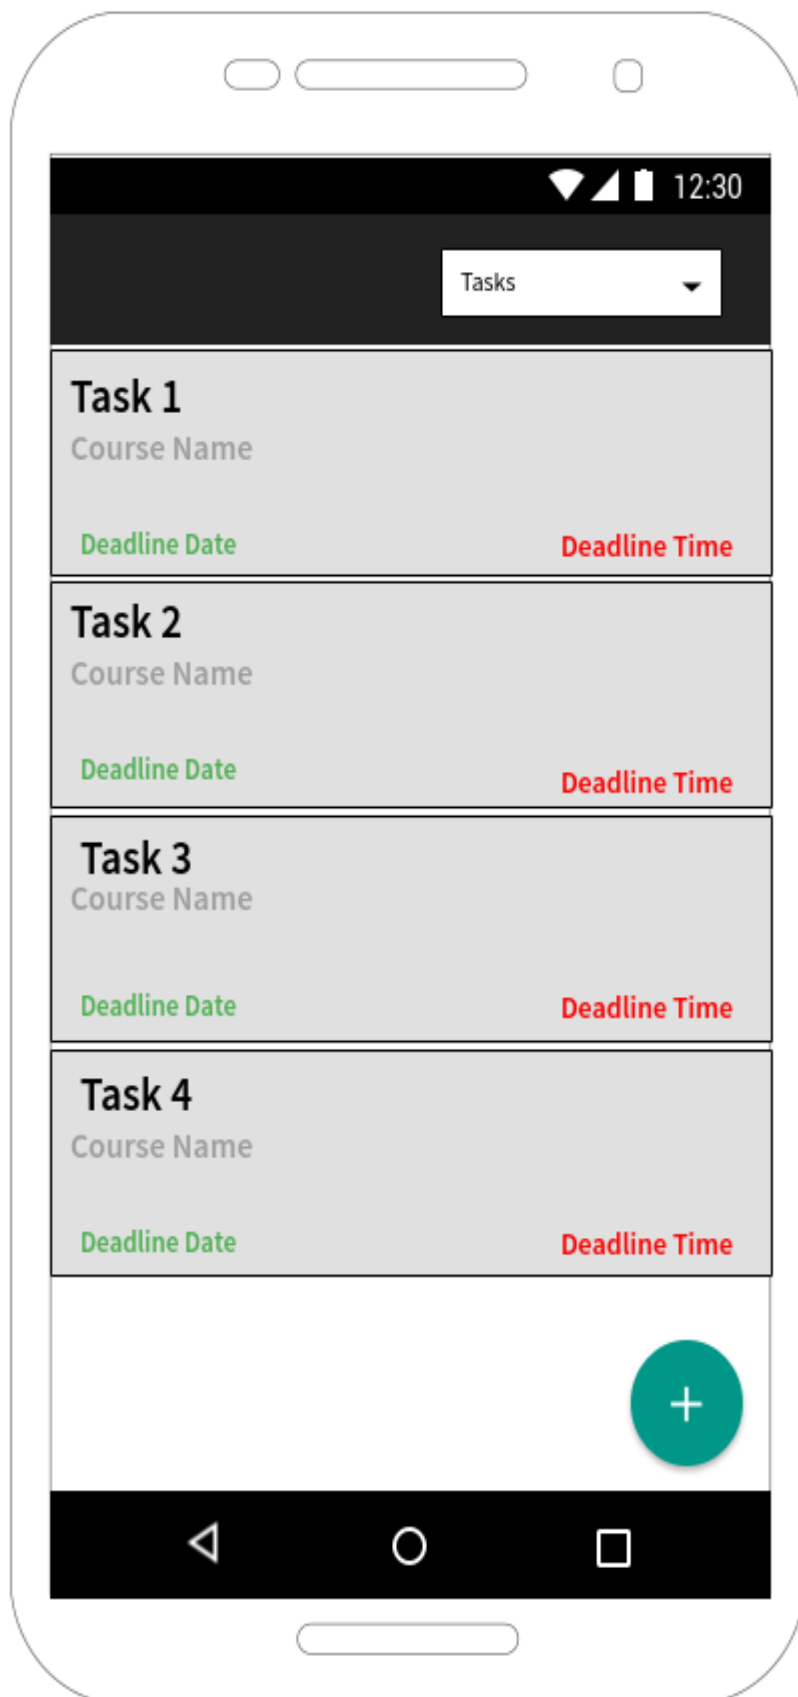 12:30
Tasks
Task 1
Course Name
Deadline Date Deadline Time
Task 2
Course Name
Deadline Date Deadline Time
Task 3
Course Name
Deadline Date Deadline Time
Task 4
Course Name
Deadline Date Deadline Time
+